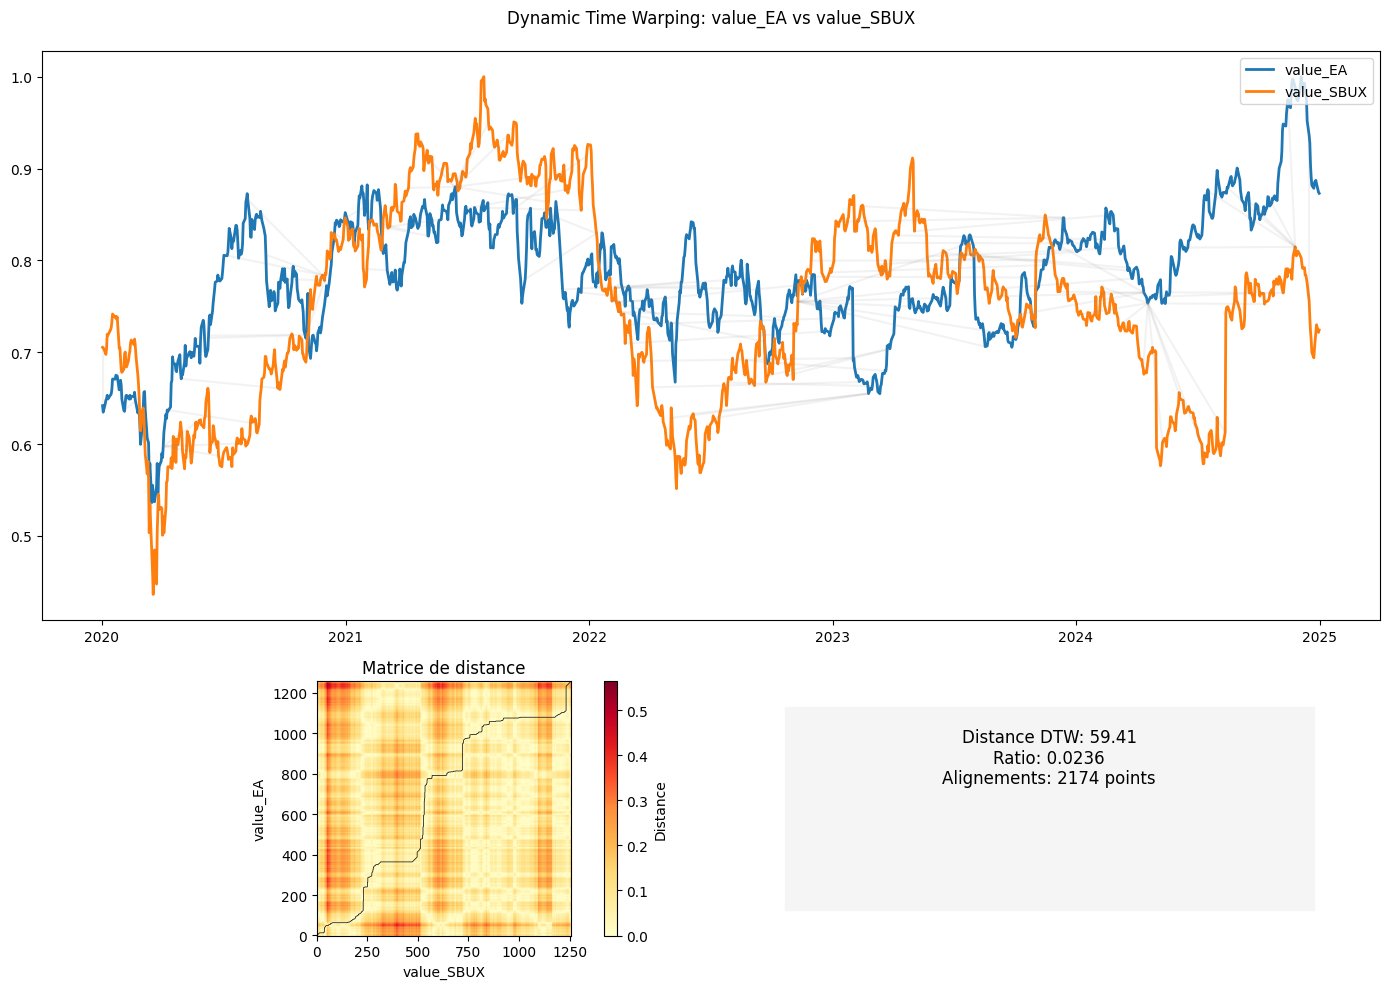 Dynamic Time Warping: value_EA vs value_SBUX
value_EA
value_SBUX
1.0
0.9
0.8
0.7
0.6
0.5
2020 2021 2022 2023 2024 2025
Matrice de distance
value_EA
1200
1000
800
600
400
200
0
0 250 500 750 1000 1250
value_SBUX
0.5
0.4
0.3
0.2
0.1
0.0
Distance
Distance DTW: 59.41
Ratio: 0.0236
Alignements: 2174 points